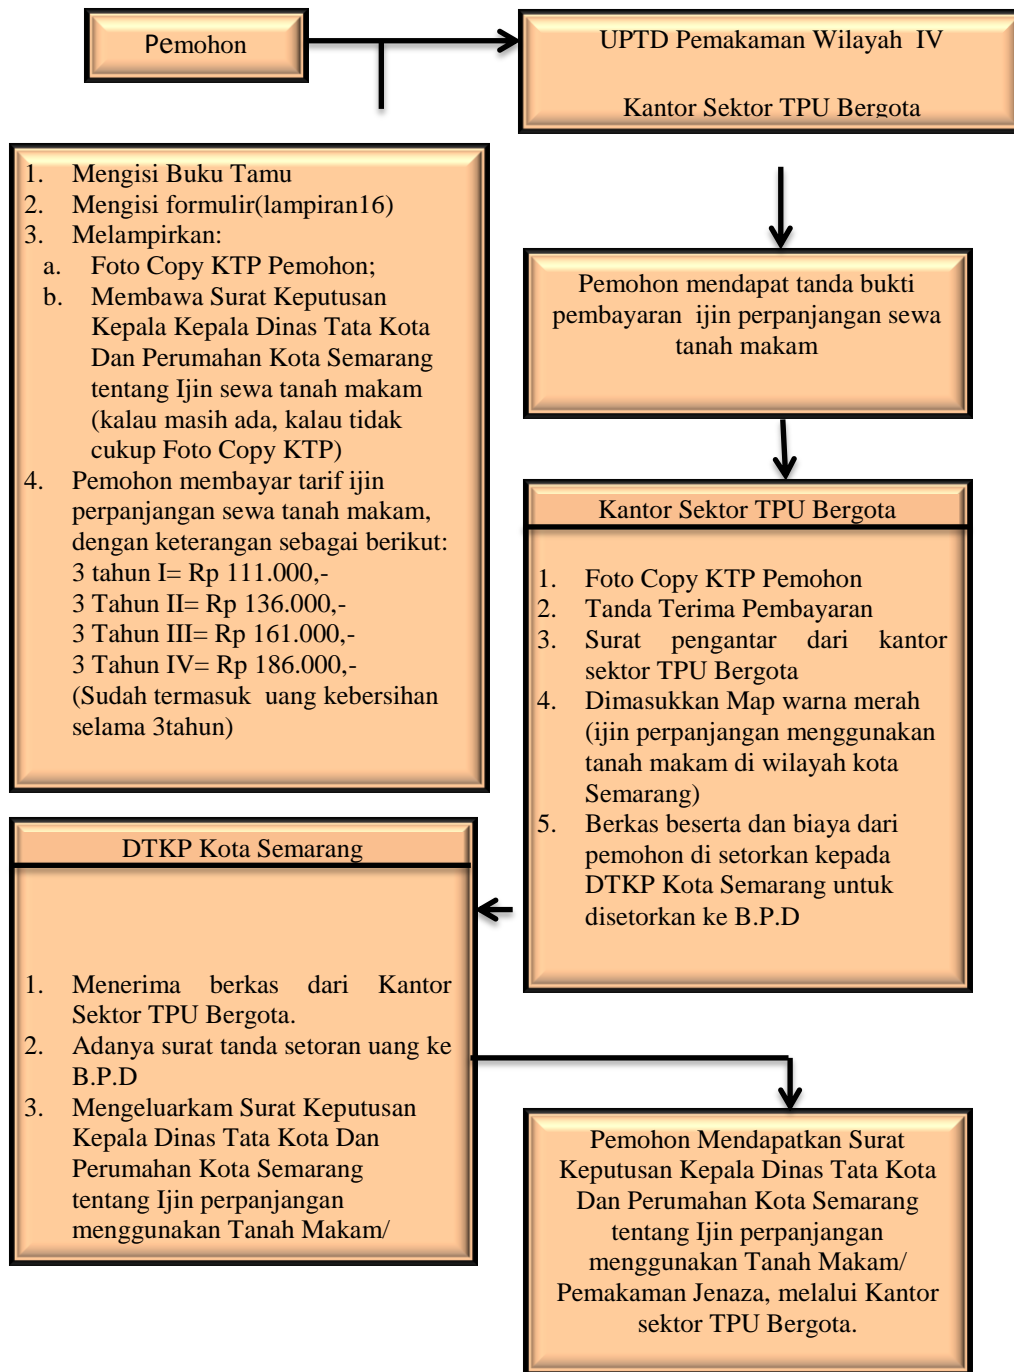 Pemohon
UPTD Pemakaman Wilayah IV
Kantor Sektor TPU Bergota
1. Mengisi Buku Tamu
2. Mengisi formulir(lampiran16)
3. Melampirkan:
a. Foto Copy KTP Pemohon;
b. Membawa Surat Keputusan
Kepala Kepala Dinas Tata Kota
Dan Perumahan Kota Semarang
tentang Ijin sewa tanah makam
(kalau masih ada, kalau tidak
cukup Foto Copy KTP)
4. Pemohon membayar tarif ijin
perpanjangan sewa tanah makam,
dengan keterangan sebagai berikut:
3 tahun I= Rp 111.000,-
3 Tahun II= Rp 136.000,-
3 Tahun III= Rp 161.000,-
3 Tahun IV= Rp 186.000,-
(Sudah termasuk uang kebersihan
selama 3tahun)
Pemohon mendapat tanda bukti
pembayaran ijin perpanjangan sewa
tanah makam
Kantor Sektor TPU Bergota
1. Foto Copy KTP Pemohon
2. Tanda Terima Pembayaran
3. Surat pengantar dari kantor
sektor TPU Bergota
4. Dimasukkan Map warna merah
(ijin perpanjangan menggunakan
tanah makam di wilayah kota
Semarang)
5. Berkas beserta dan biaya dari
pemohon di setorkan kepada
DTKP Kota Semarang untuk
disetorkan ke B.P.D
DTKP Kota Semarang
1. Menerima berkas dari Kantor
Sektor TPU Bergota.
2. Adanya surat tanda setoran uang ke
B.P.D
3. Mengeluarkam Surat Keputusan
Kepala Dinas Tata Kota Dan
Perumahan Kota Semarang
tentang Ijin perpanjangan
menggunakan Tanah Makam/
Pemohon Mendapatkan Surat
Keputusan Kepala Dinas Tata Kota
Dan Perumahan Kota Semarang
tentang Ijin perpanjangan
menggunakan Tanah Makam/
Pemakaman Jenaza, melalui Kantor
sektor TPU Bergota.